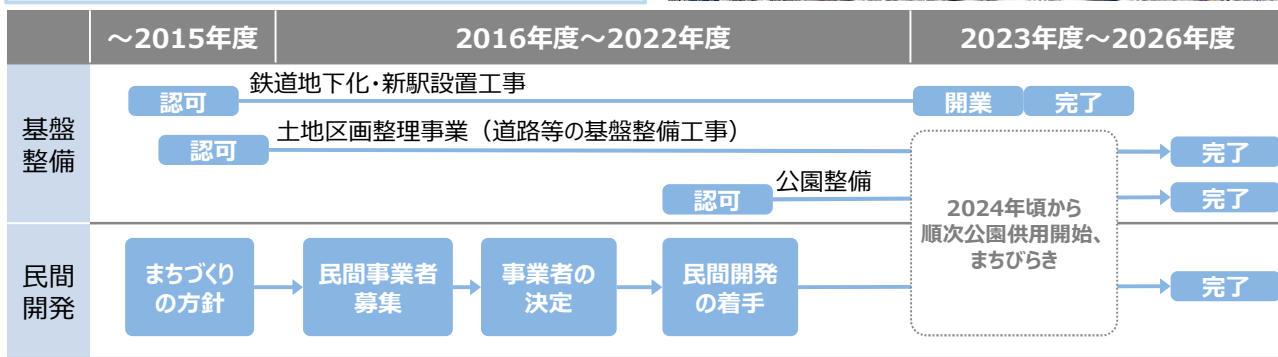 ～2015年度
2016年度～2022年度
2023年度～2026年度
基盤
整備
鉄道地下化・新駅設置工事
認可
開業
完了
土地区画整理事業（道路等の基盤整備工事）
認可
完了
公園整備
認可
完了
2024年頃から
順次公園供用開始、
まちびらき
民間
開発
まちづくり
の方針
民間事業者
募集
事業者の
決定
民間開発
の着手
完了